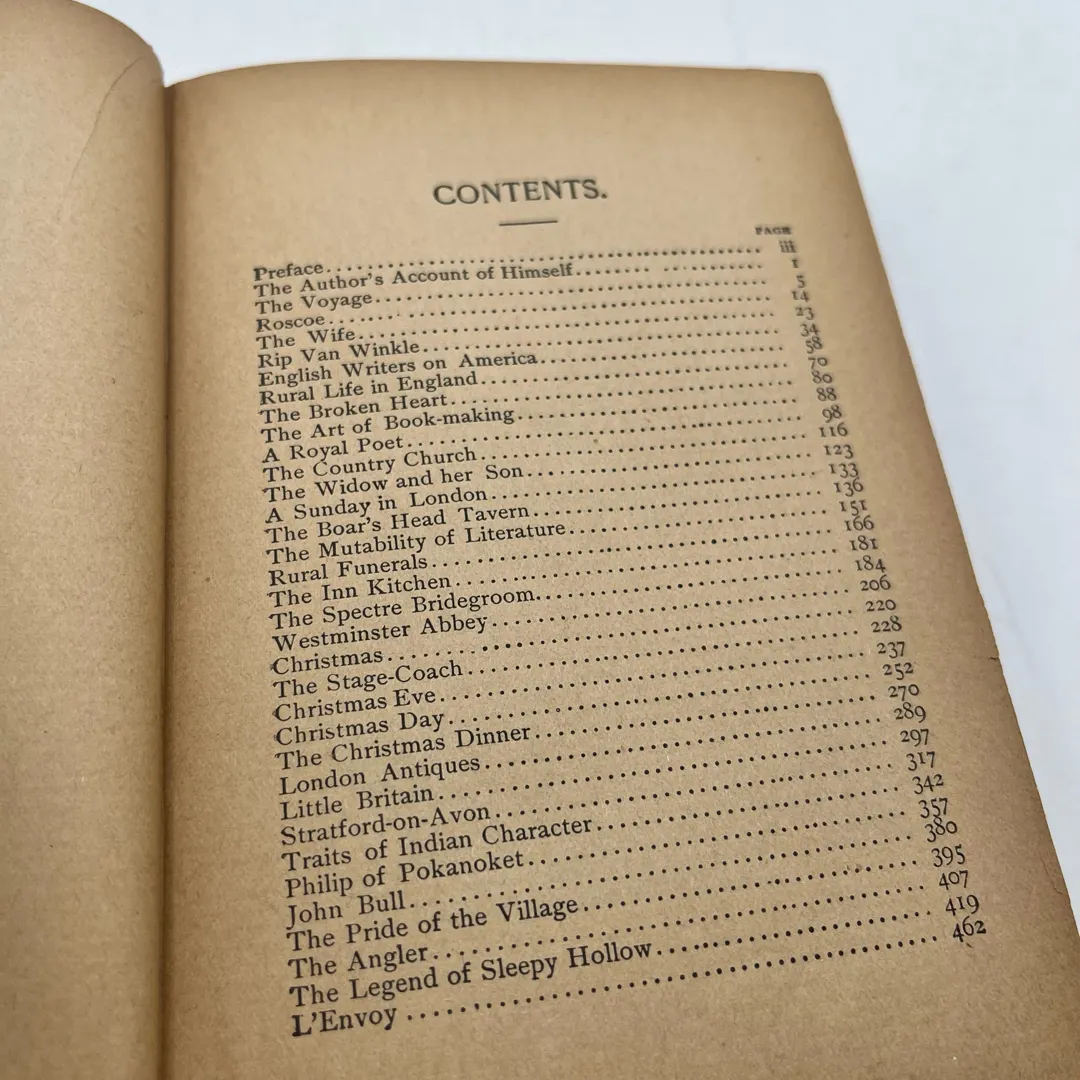 CONTENTS.
PAGE
Preface iii
The Author's Account of Himself 1
The Voyage 5
Roscoe 14
The Wife 23
Rip Van Winkle 34
English Writers on America 58
Rural Life in England 70
The Broken Heart 80
The Art of Book-making 88
A Royal Poet 98
The Country Church 116
The Widow and her Son 123
A Sunday in London 133
The Boar's Head Tavern 136
The Mutability of Literature 151
Rural Funerals 166
The Inn Kitchen 181
The Spectre Bridegroom 184
Westminster Abbey 206
Christmas 220
The Stage-Coach 228
Christmas Eve 237
Christmas Day 252
The Christmas Dinner 270
London Antiques 289
Little Britain 297
Stratford-on-Avon 317
Traits of Indian Character 342
Philip of Pokanoket 357
John Bull 380
The Pride of the Village 395
The Angler 407
The Legend of Sleepy Hollow 419
L'Envoy 462